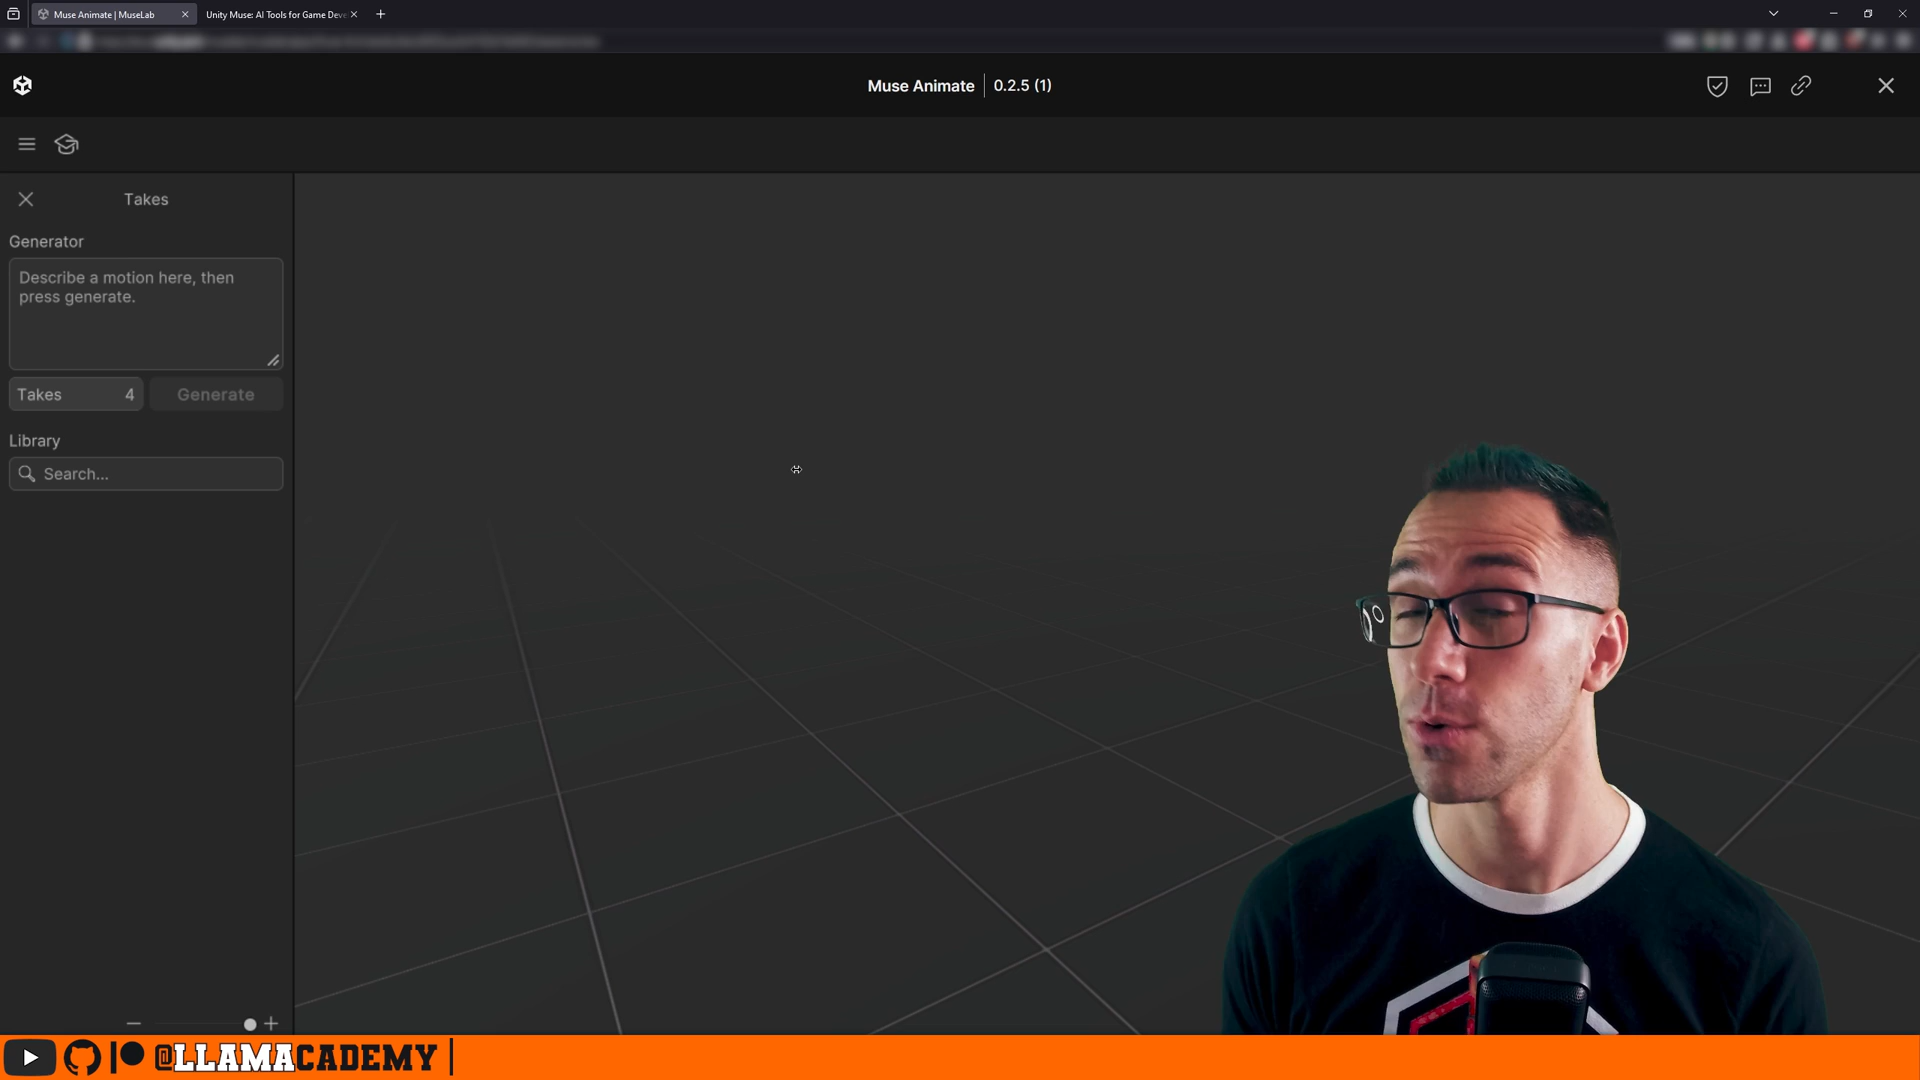 Muse Animate | MuseLab
Unity Muse: AI Tools for Game Deve
Muse Animate
0.2.5 (1)
Takes
Generator
Describe a motion here, then
press generate.
Takes 4
Generate
Library
Search...
@LLAMACADEMY